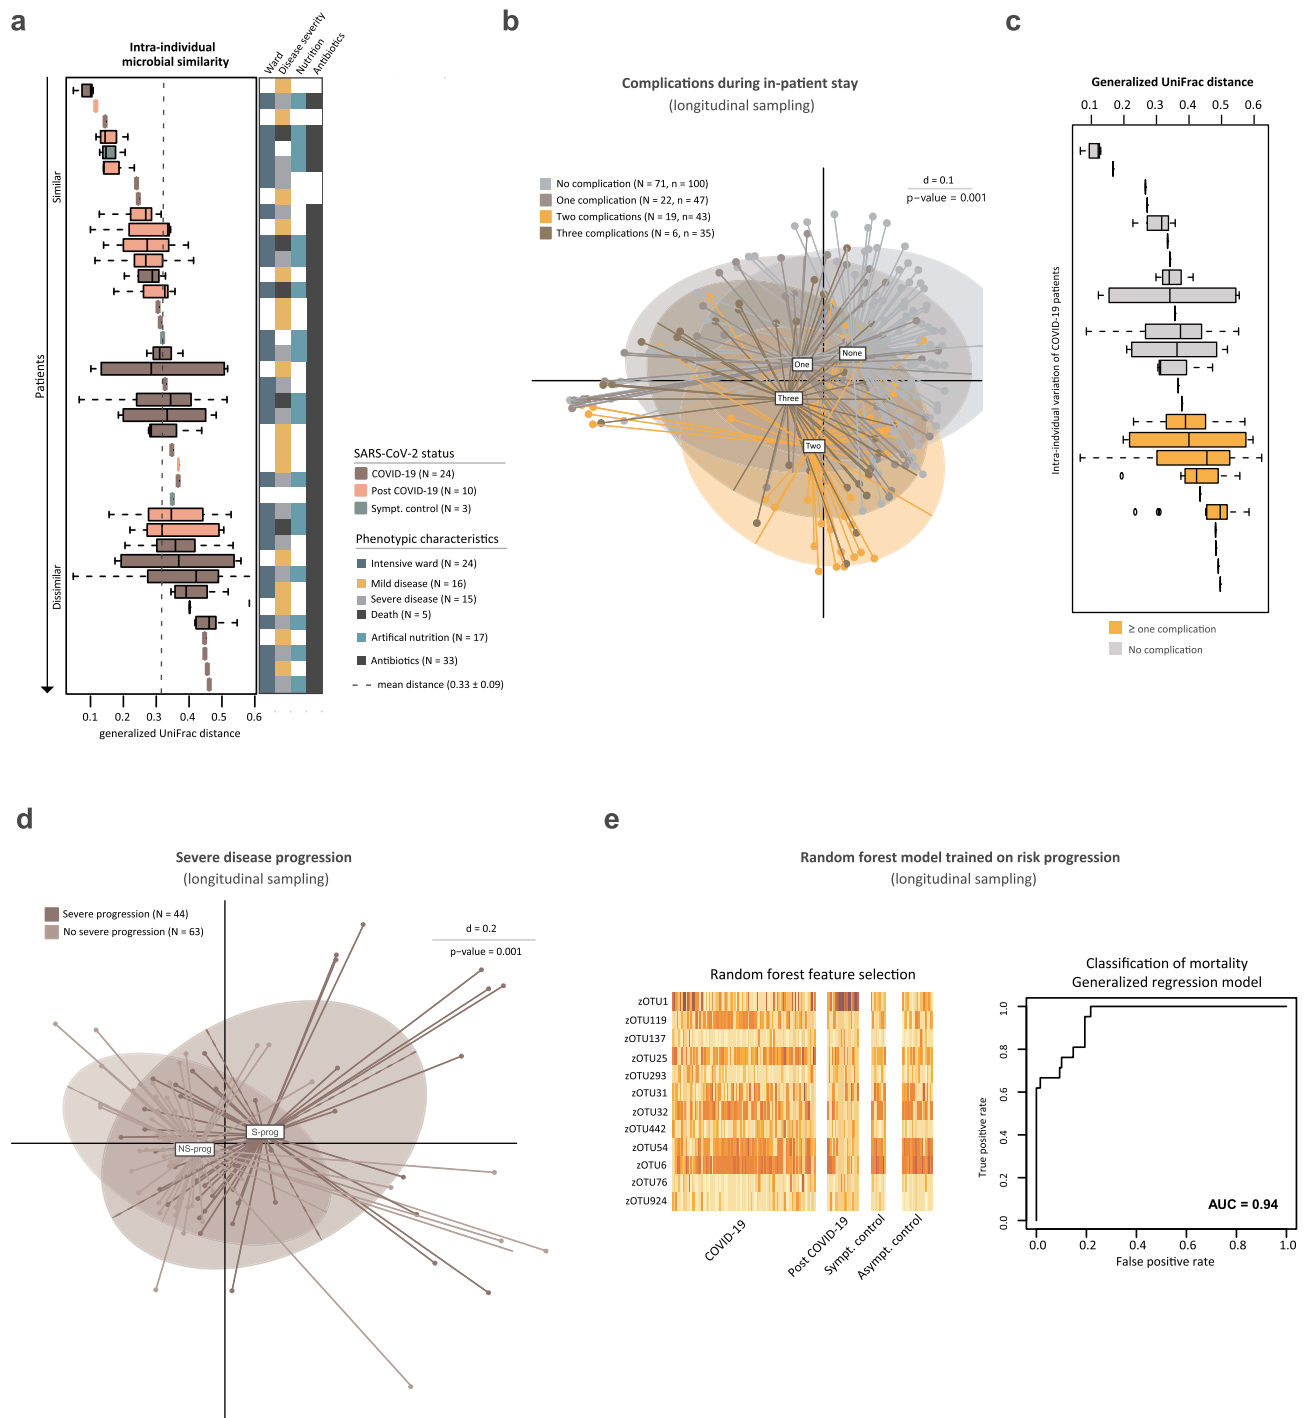 a
Intra-individual
microbial similarity
Ward
Disease severity
Nutrition
Antibiotics
Patients
Similar
Dissimilar
0.1 0.2 0.3 0.4 0.5 0.6
generalized UniFrac distance
SARS-CoV-2 status
COVID-19 (N = 24)
Post COVID-19 (N = 10)
Sympt. control (N = 3)
Phenotypic characteristics
Intensive ward (N = 24)
Mild disease (N = 16)
Severe disease (N = 15)
Death (N = 5)
Artifical nutrition (N = 17)
Antibiotics (N = 33)
mean distance (0.33 ± 0.09)
b
Complications during in-patient stay
(longitudinal sampling)
No complication (N = 71, n = 100)
One complication (N = 22, n = 47)
Two complications (N = 19, n= 43)
Three complications (N = 6, n = 35)
d = 0.1
p-value = 0.001
None
One
Three
Two
c
Generalized UniFrac distance
0.1 0.2 0.3 0.4 0.5 0.6
Intra-indvidual variation of COVID-19 patients
≥ one complication
No complication
d
Severe disease progression
(longitudinal sampling)
Severe progression (N = 44)
No severe progression (N = 63)
d = 0.2
p-value = 0.001
S-prog
NS-prog
e
Random forest model trained on risk progression
(longitudinal sampling)
Random forest feature selection
zOTU1
zOTU119
zOTU137
zOTU25
zOTU293
zOTU31
zOTU32
zOTU442
zOTU54
zOTU6
zOTU76
zOTU924
COVID-19
Post COVID-19
Sympt. control
Asympt. control
Classification of mortality
Generalized regression model
True positive rate
1.0
0.8
0.6
0.4
0.2
0.0
AUC = 0.94
0.0 0.2 0.4 0.6 0.8 1.0
False positive rate